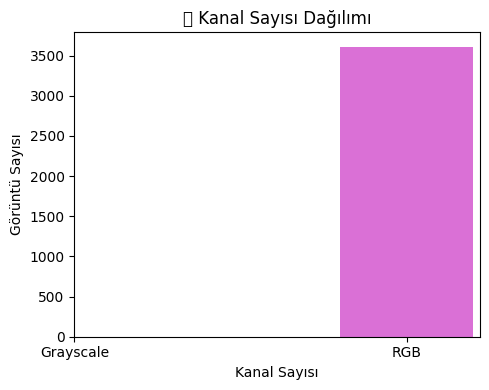 Kanal Sayısı Dağılımı
3500
3000
2500
2000
1500
1000
500
0
Görüntü Sayısı
Grayscale RGB
Kanal Sayısı